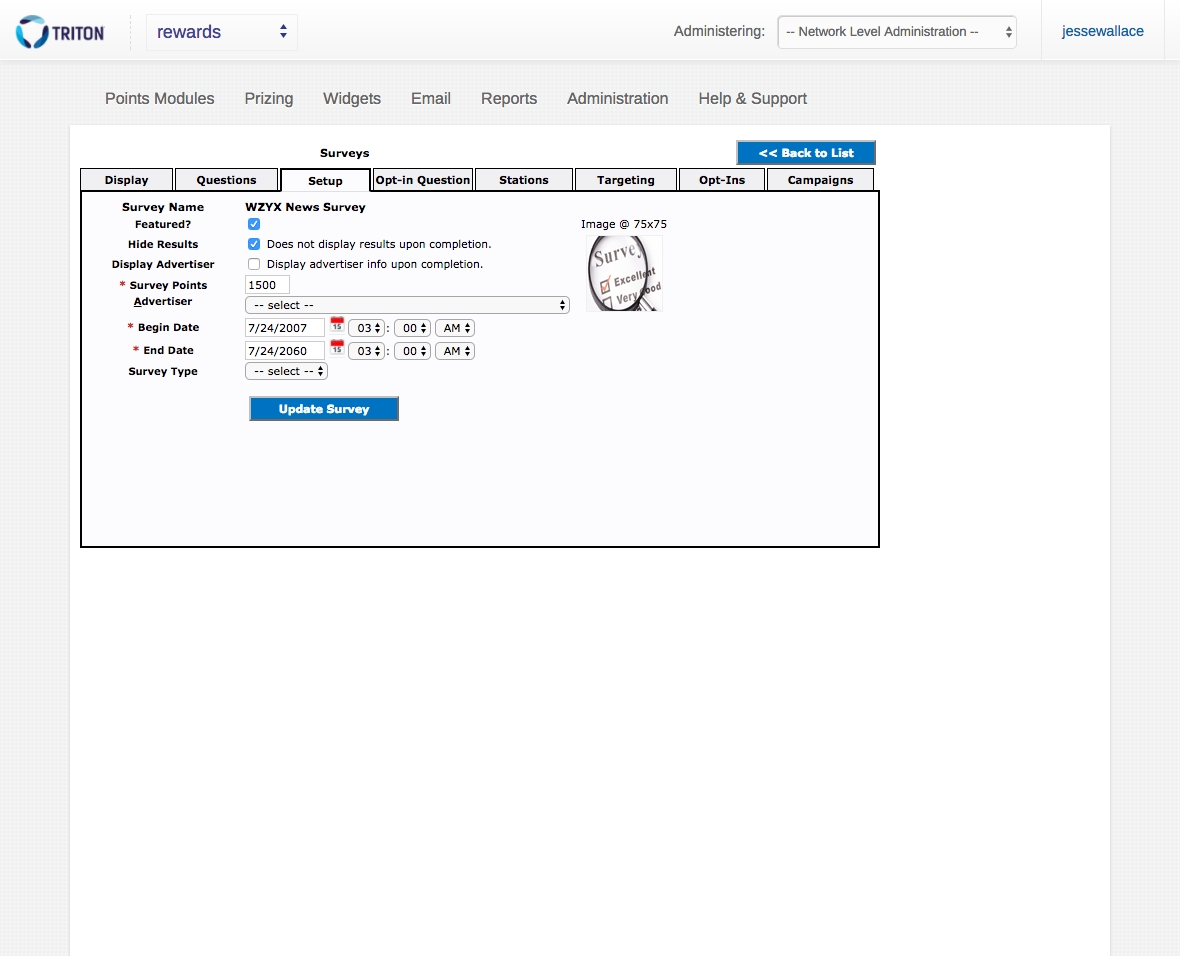 TRITON rewards Administering: -- Network Level Administration -- jessewallace
Points Modules Prizing Widgets Email Reports Administration Help & Support
Surveys << Back to List
Display Questions Setup Opt-in Question Stations Targeting Opt-Ins Campaigns
Survey Name WZYX News Survey
Featured? Image @ 75x75
Hide Results Does not display results upon completion.
Display Advertiser Display advertiser info upon completion.
* Survey Points 1500
Advertiser -- select --
* Begin Date 7/24/2007 15 03 : 00 AM
* End Date 7/24/2060 15 03 : 00 AM
Survey Type -- select --
Update Survey
Survey
Excellent
Very Good